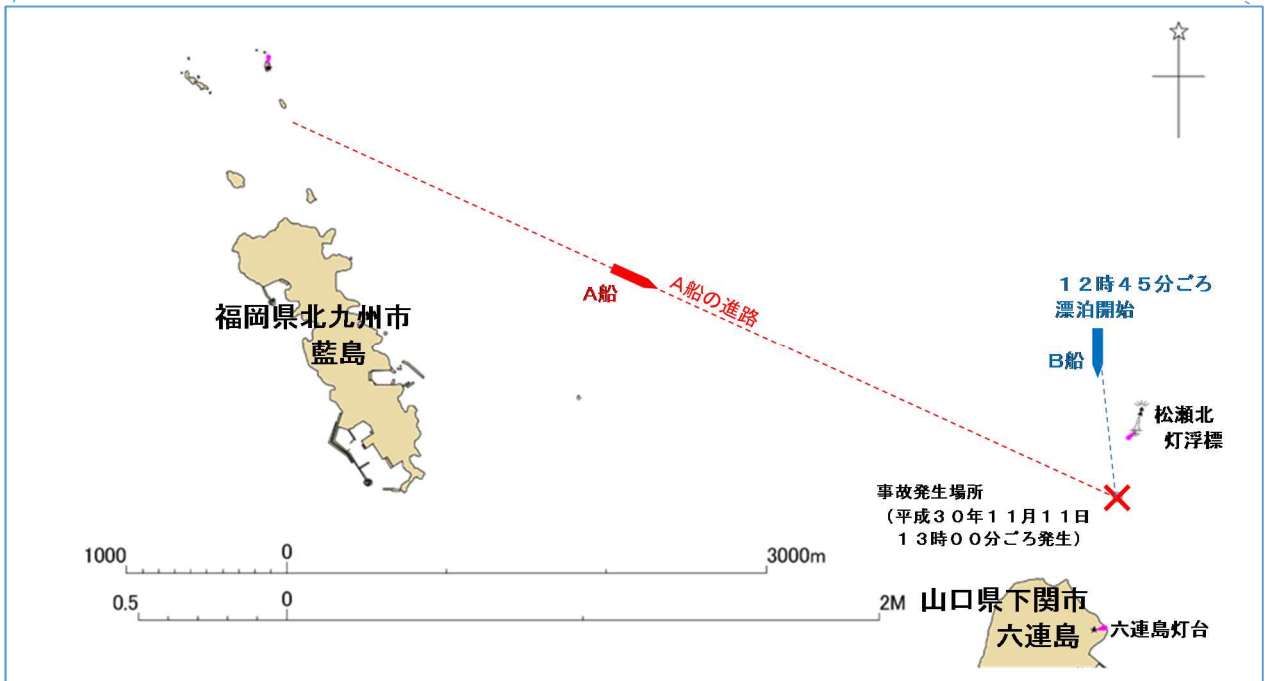 A船
A船の進路
12時45分ごろ
漂泊開始
B船
福岡県北九州市
藍島
松瀬北
灯浮標
事故発生場所
(平成30年11月11日
13時00分ごろ発生)
1000 0 3000m
0.5 0 2M
山口県下関市
六連島
六連島灯台